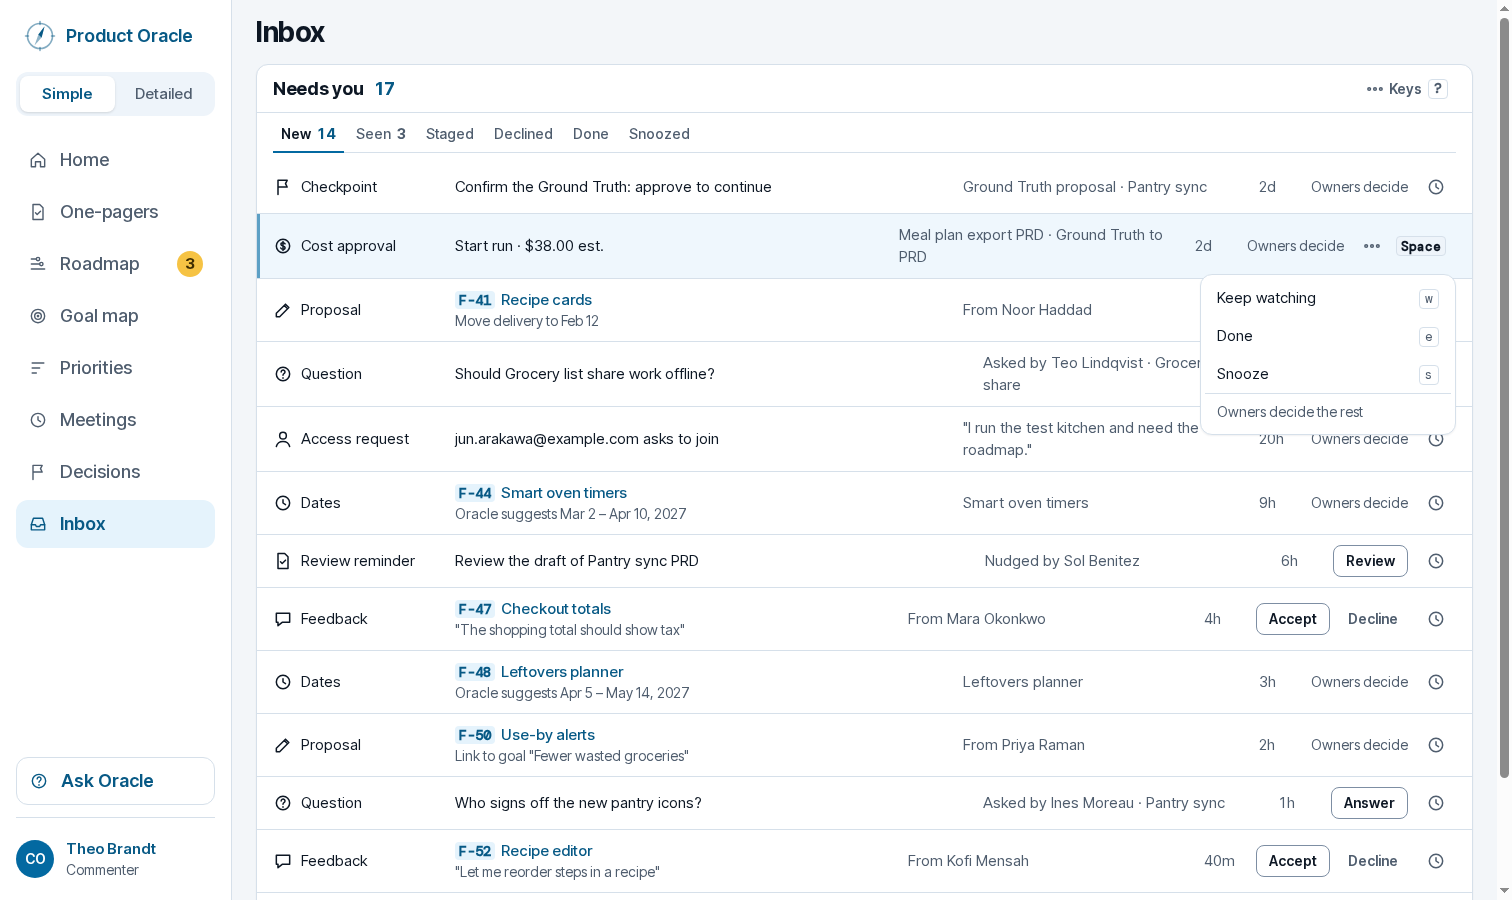 Product Oracle
Simple Detailed
Home
One-pagers
Roadmap 3
Goal map
Priorities
Meetings
Decisions
Inbox
Ask Oracle
CO
Theo Brandt
Commenter
Inbox
Needs you 17
Keys ?
New 14 Seen 3 Staged Declined Done Snoozed
Checkpoint Confirm the Ground Truth: approve to continue Ground Truth proposal · Pantry sync 2d Owners decide
Cost approval Start run · $38.00 est. Meal plan export PRD · Ground Truth to
PRD
2d Owners decide Space
Keep watching w
Done e
Snooze s
Owners decide the rest
Proposal F-41 Recipe cards
Move delivery to Feb 12
From Noor Haddad
Question Should Grocery list share work offline? Asked by Teo Lindqvist ·
share
Access request jun.arakawa@example.com asks to join "I run the test kitchen and need the
roadmap."
20h Owners decide
Dates F-44 Smart oven timers
Oracle suggests Mar 2 – Apr 10, 2027
Smart oven timers 9h Owners decide
Review reminder Review the draft of Pantry sync PRD Nudged by Sol Benitez 6h Review
Feedback F-47 Checkout totals
"The shopping total should show tax"
From Mara Okonkwo 4h Accept Decline
Dates F-48 Leftovers planner
Oracle suggests Apr 5 – May 14, 2027
Leftovers planner 3h Owners decide
Proposal F-50 Use-by alerts
Link to goal "Fewer wasted groceries"
From Priya Raman 2h Owners decide
Question Who signs off the new pantry icons? Asked by Ines Moreau · Pantry sync 1h Answer
Feedback F-52 Recipe editor
"Let me reorder steps in a recipe"
From Kofi Mensah 40m Accept Decline